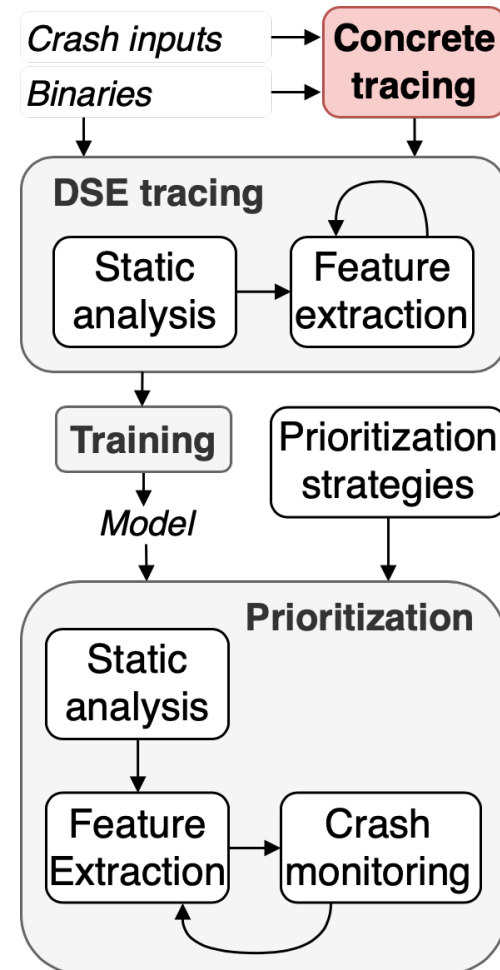 Crash inputs
Concrete
tracing
Binaries
DSE tracing
Static
analysis
Feature
extraction
Training
Prioritization
strategies
Model
Prioritization
Static
analysis
Feature
Extraction
Crash
monitoring